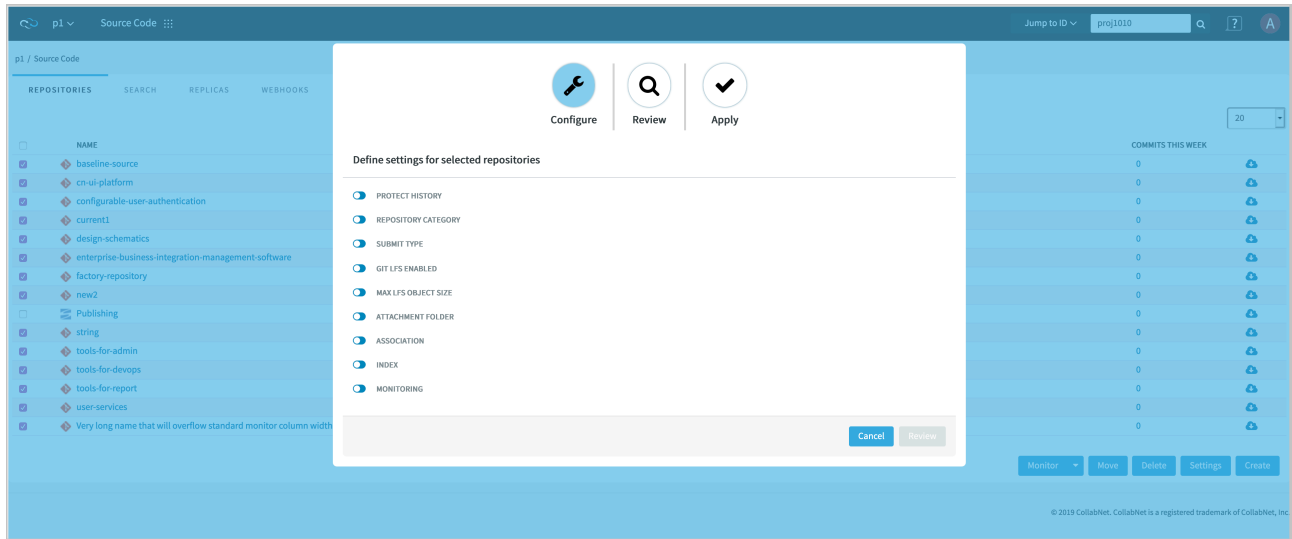 p1 Source Code Jump to ID proj1010 ? A
p1 / Source Code
REPOSITORIES SEARCH REPLICAS WEBHOOKS
Configure Review Apply
20
NAME COMMITS THIS WEEK
Define settings for selected repositories
baseline-source 0
cn-ui-platform 0
PROTECT HISTORY
configurable-user-authentication 0
current1 0
REPOSITORY CATEGORY
design-schematics 0
SUBMIT TYPE
enterprise-business-integration-management-software 0
GIT LFS ENABLED
factory-repository 0
new2 0
MAX LFS OBJECT SIZE
Publishing 0
ATTACHMENT FOLDER
string 0
ASSOCIATION
tools-for-admin 0
INDEX
tools-for-devops 0
tools-for-report 0
MONITORING
user-services 0
Very long name that will overflow standard monitor column width 0
Cancel Review
Monitor Move Delete Settings Create
© 2019 CollabNet. CollabNet is a registered trademark of CollabNet, Inc.